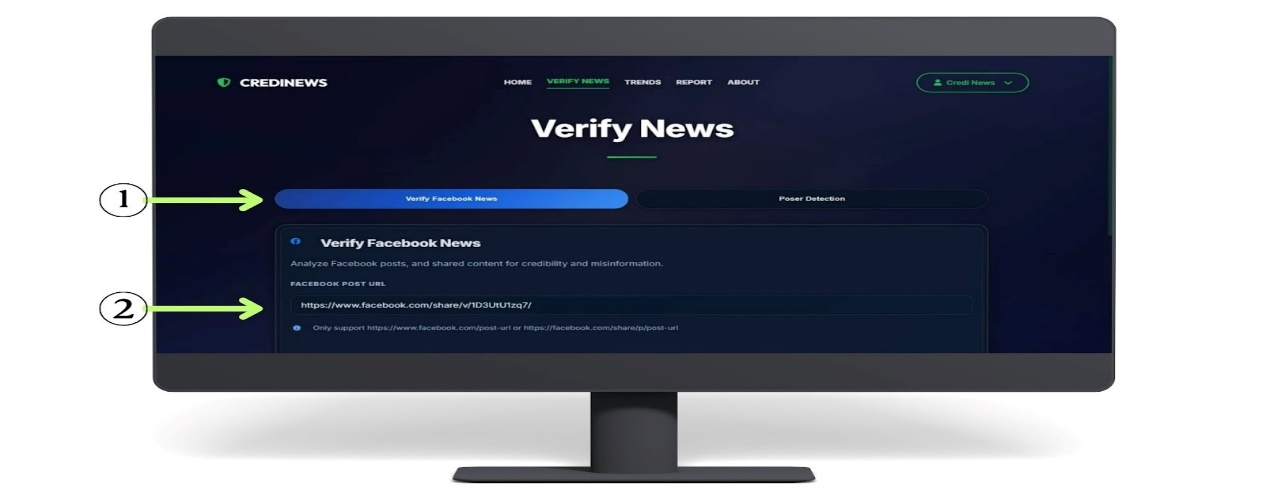 CREDINEWS
HOME VERIFY NEWS TRENDS REPORT ABOUT
Credi News
Verify News
1
Verify Facebook News
Poser Detection
Verify Facebook News
Analyze Facebook posts, and shared content for credibility and misinformation.
FACEBOOK POST URL
2
https://www.facebook.com/share/v/1D3UtU1zq7/
Only support https://www.facebook.com/post-url or https://facebook.com/share/p/post-url